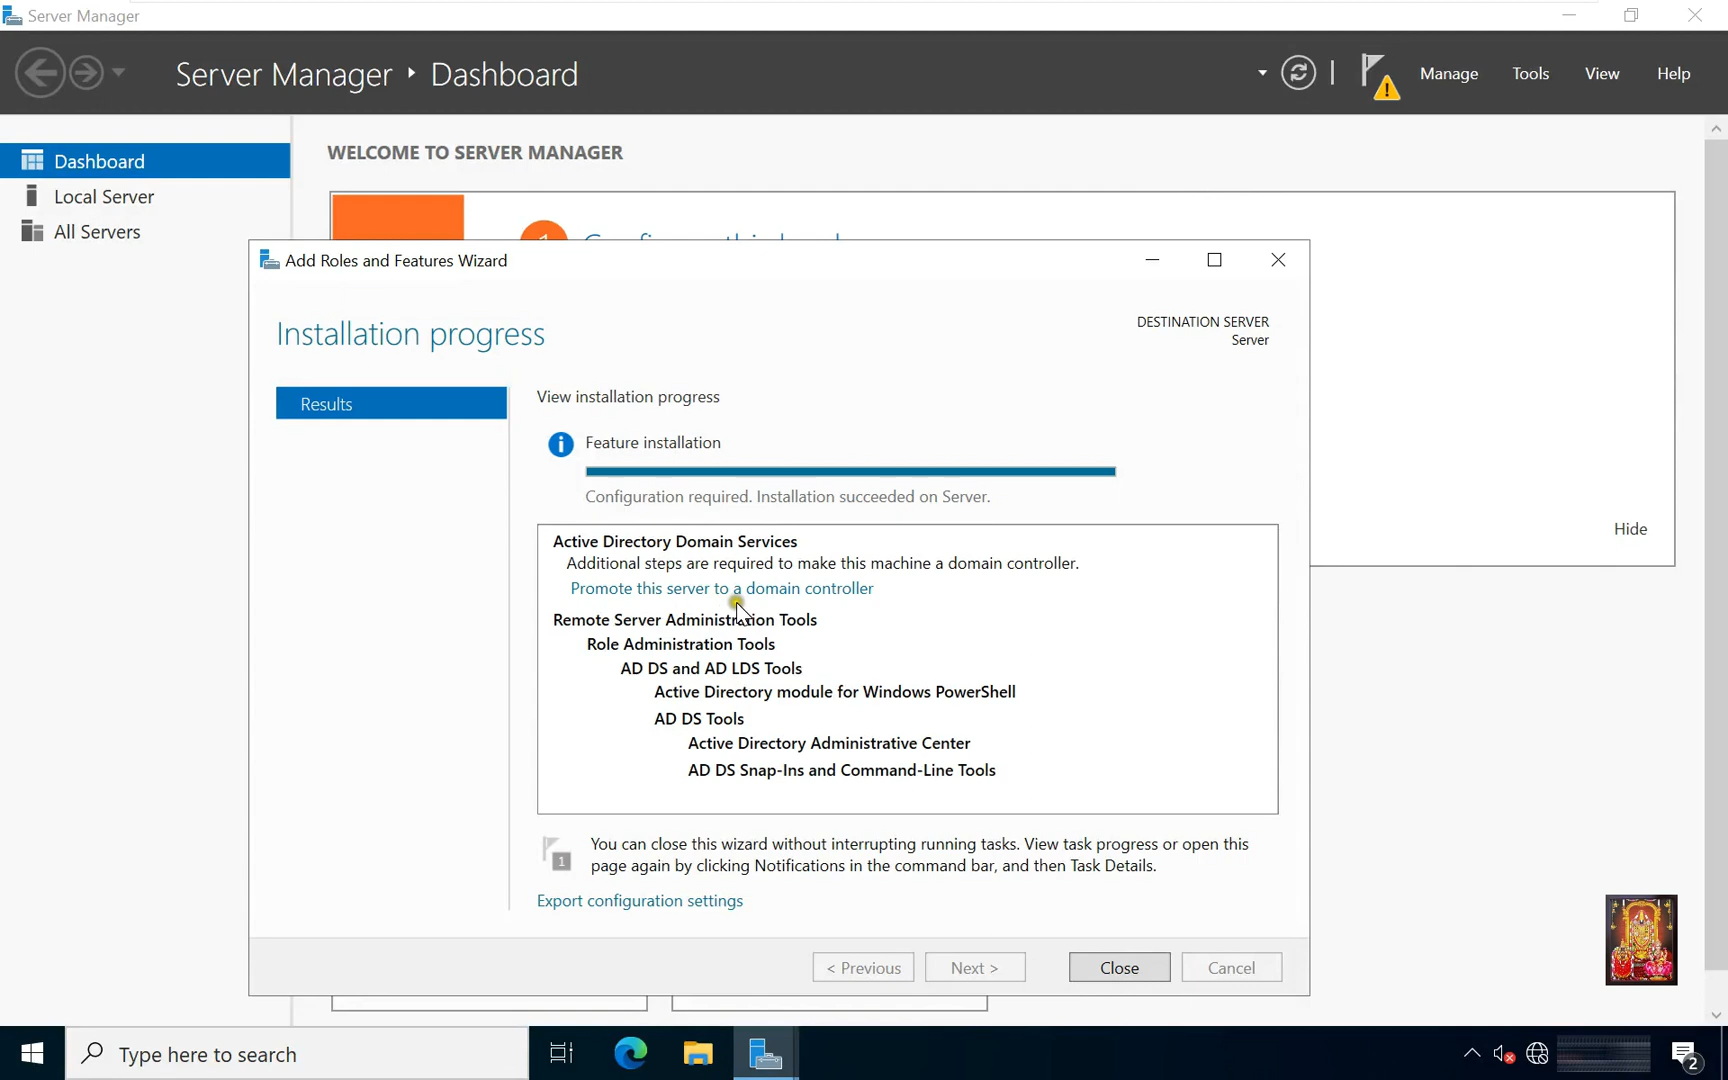 Server Manager
Server Manager ‣ Dashboard
Manage
Tools
View
Help
Dashboard
Local Server
All Servers
WELCOME TO SERVER MANAGER
Add Roles and Features Wizard
Installation progress
DESTINATION SERVER
Server
Results
View installation progress
Feature installation
Configuration required. Installation succeeded on Server.
Active Directory Domain Services
Additional steps are required to make this machine a domain controller.
Promote this server to a domain controller
Remote Server Administration Tools
Role Administration Tools
AD DS and AD LDS Tools
Active Directory module for Windows PowerShell
AD DS Tools
Active Directory Administrative Center
AD DS Snap-Ins and Command-Line Tools
Hide
1
You can close this wizard without interrupting running tasks. View task progress or open this
page again by clicking Notifications in the command bar, and then Task Details.
Export configuration settings
< Previous
Next >
Close
Cancel
Type here to search
2